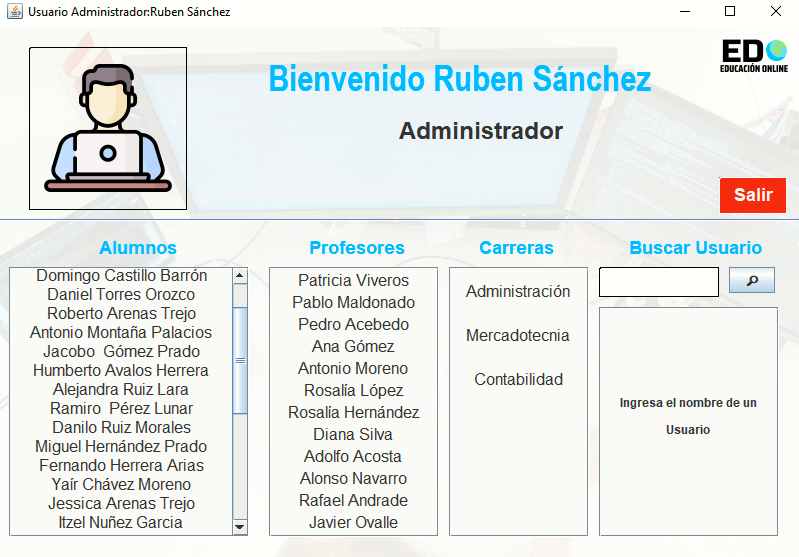 Usuario Administrador:Ruben Sánchez
Bienvenido Ruben Sánchez
Administrador
EDO
EDUCACIÓN ONLINE
Salir
Alumnos
Domingo Castillo Barrón
Daniel Torres Orozco
Roberto Arenas Trejo
Antonio Montaña Palacios
Jacobo  Gómez Prado
Humberto Avalos Herrera
Alejandra Ruiz Lara
Ramiro  Pérez Lunar
Danilo Ruiz Morales
Miguel Hernández Prado
Fernando Herrera Arias
Yaír Chávez Moreno
Jessica Arenas Trejo
Itzel Nuñez Garcia
Profesores
Patricia Viveros
Pablo Maldonado
Pedro Acebedo
Ana Gómez
Antonio Moreno
Rosalía López
Rosalía Hernández
Diana Silva
Adolfo Acosta
Alonso Navarro
Rafael Andrade
Javier Ovalle
Carreras
Administración
Mercadotecnia
Contabilidad
Buscar Usuario
Ingresa el nombre de un
Usuario